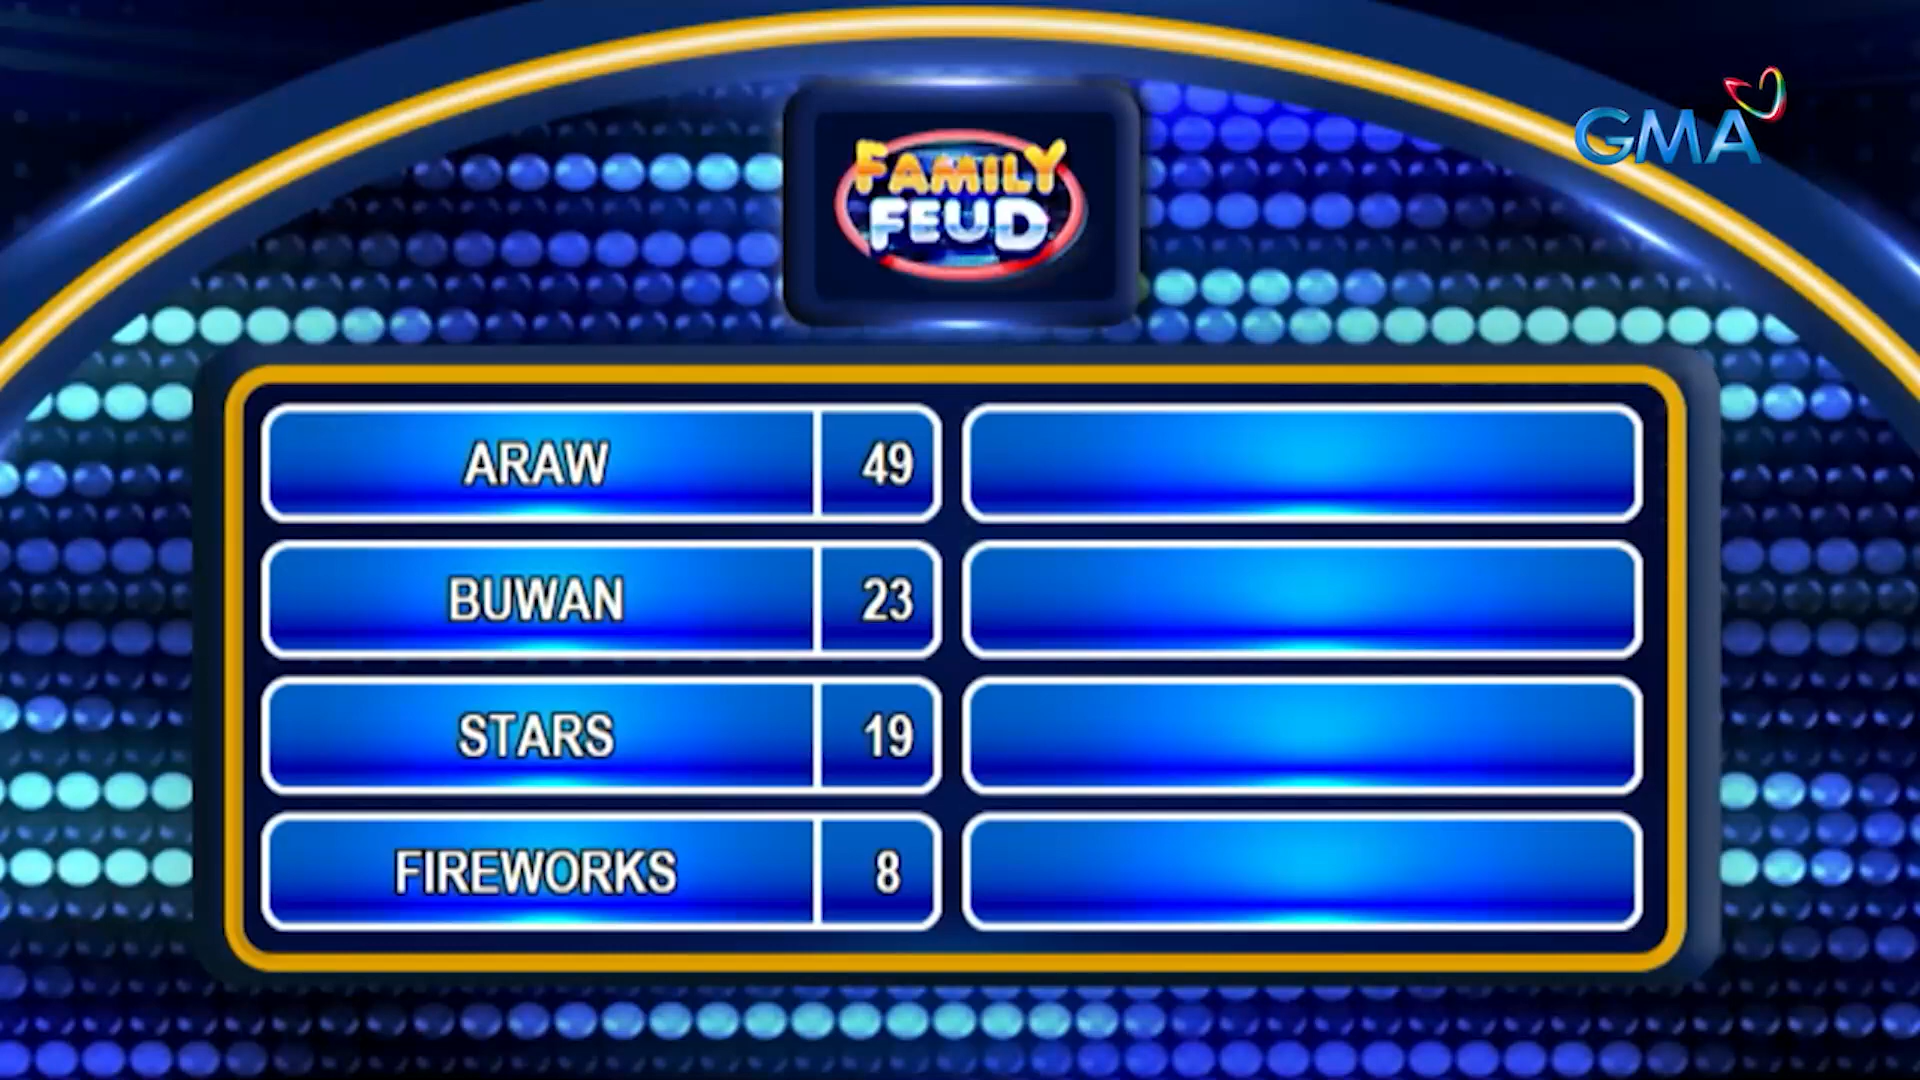 FAMILY
FEUD
GMA
ARAW 49
BUWAN 23
STARS 19
FIREWORKS 8